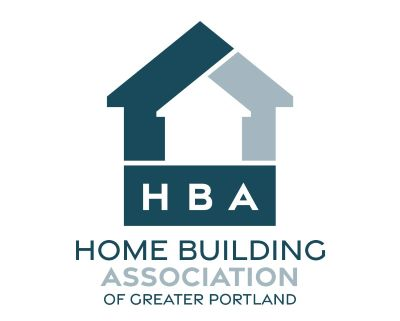 HBA
HOME BUILDING
ASSOCIATION
OF GREATER PORTLAND